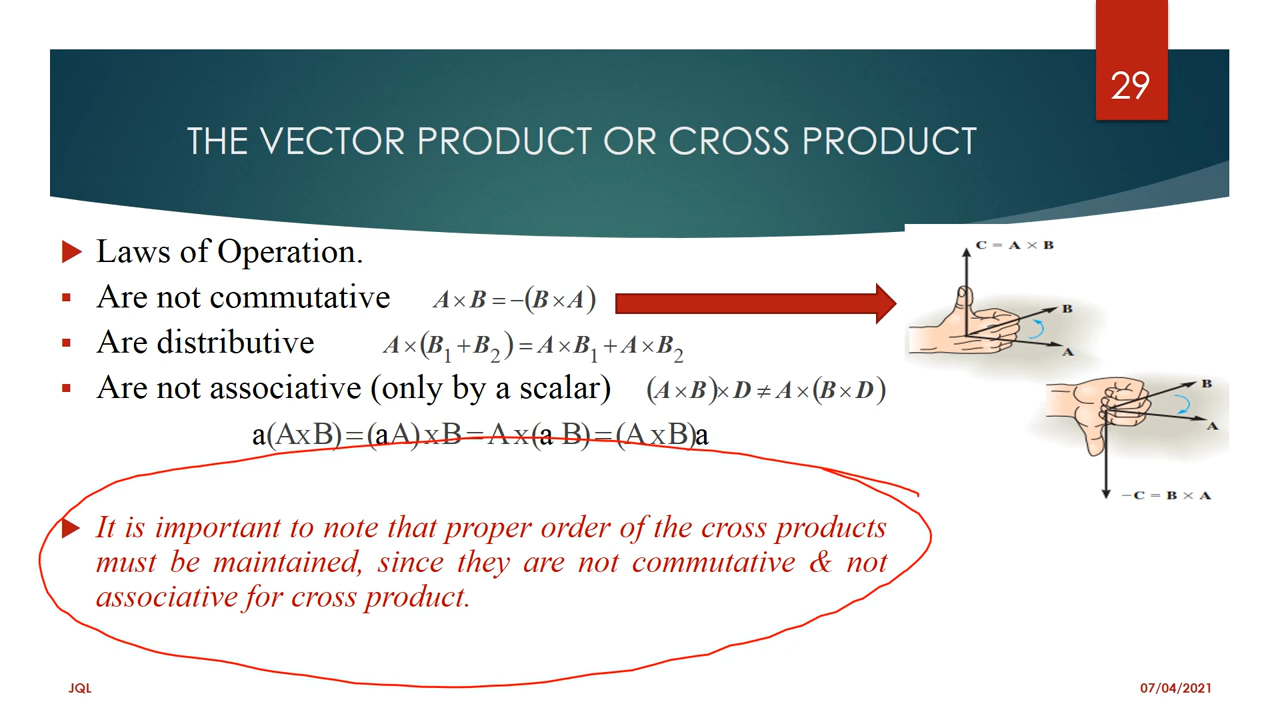 29
THE VECTOR PRODUCT OR CROSS PRODUCT
Laws of Operation.
Are not commutative A×B=−(B×A)
Are distributive A×(B₁+B₂)=A×B₁+A×B₂
Are not associative (only by a scalar) (A×B)×D≠A×(B×D)
a(AxB)=(aA)xB=Ax(aB)=(AxB)a
It is important to note that proper order of the cross products
must be maintained, since they are not commutative & not
associative for cross product.
C = A × B
B
A
B
A
−C = B × A
JQL
07/04/2021